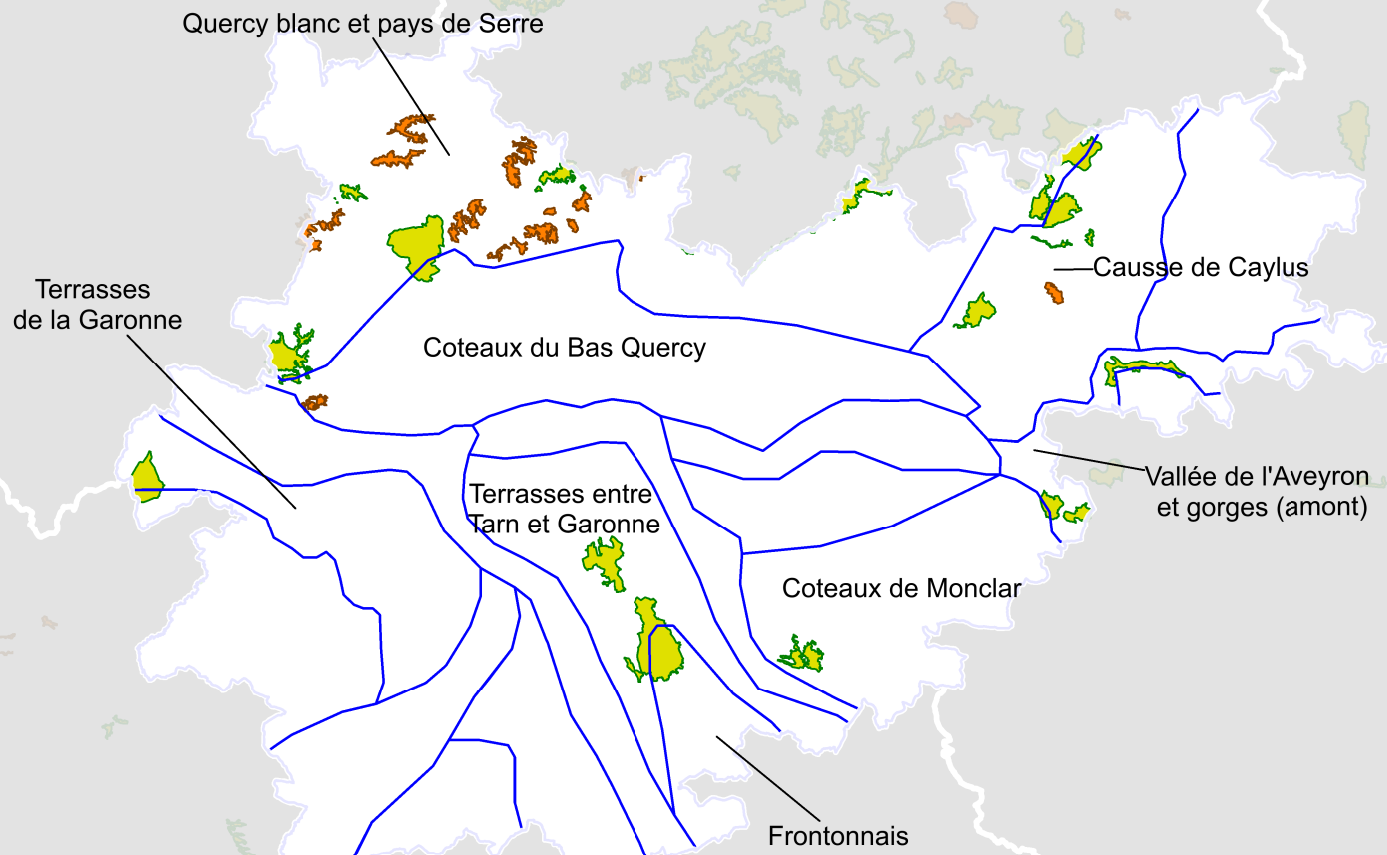 Quercy blanc et pays de Serre
Causse de Caylus
Terrasses
de la Garonne
Coteaux du Bas Quercy
Vallée de l'Aveyron
et gorges (amont)
Terrasses entre
Tarn et Garonne
Coteaux de Monclar
Frontonnais